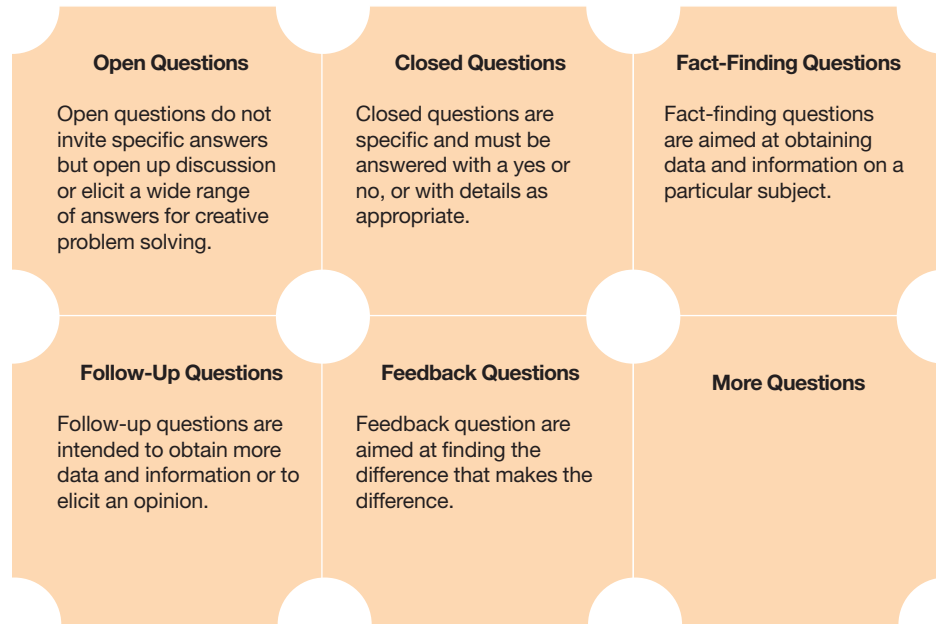 Open Questions
Open questions do not
invite specific answers
but open up discussion
or elicit a wide range
of answers for creative
problem solving.
Closed Questions
Closed questions are
specific and must be
answered with a yes or
no, or with details as
appropriate.
Fact-Finding Questions
Fact-finding questions
are aimed at obtaining
data and information on a
particular subject.
Follow-Up Questions
Follow-up questions are
intended to obtain more
data and information or to
elicit an opinion.
Feedback Questions
Feedback question are
aimed at finding the
difference that makes the
difference.
More Questions